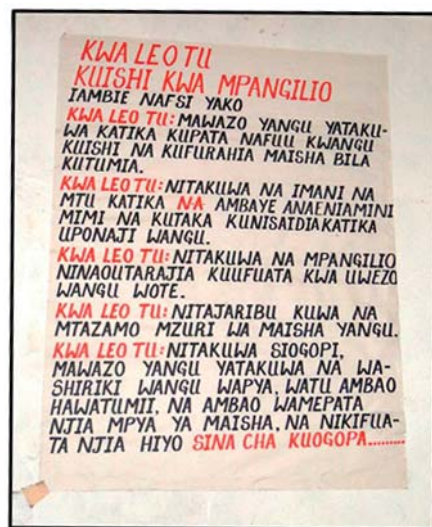 KWA LEO TU
KUISHI KWA MPANGILIO
IAMBIE NAFSI YAKO
KWA LEO TU: MAWAZO YANGU YATAKU-
WA KATIKA KUPATA NAFUU KWANGU
KUISHI NA KUFURAHIA MAISHA BILA
KUTUMIA.
KWA LEO TU: NITAKUWA NA IMANI NA
MTU KATIKA NA AMBAYE ANAENIAMINI
MIMI NA KUTAKA KUNISAIDIA KATIKA
UPONAJI WANGU.
KWA LEO TU: NITAKUWA NA MPANGILIO
NINAOUTARAJIA KUUFUATA KWA UWEZO
WANGU WOTE.
KWA LEO TU: NITAJARIBU KUWA NA
MTAZAMO MZURI WA MAISHA YANGU.
KWA LEO TU: NITAKUWA SIOGOPI,
MAWAZO YANGU YATAKUWA NA WA-
SHIRIKI WANGU WAPYA, WATU AMBAO
HAWATUMII, NA AMBAO WAMEPATA
NJIA MPYA YA MAISHA, NA NIKIFUA-
TA NJIA HIYO SINA CHA KUOGOPA.........